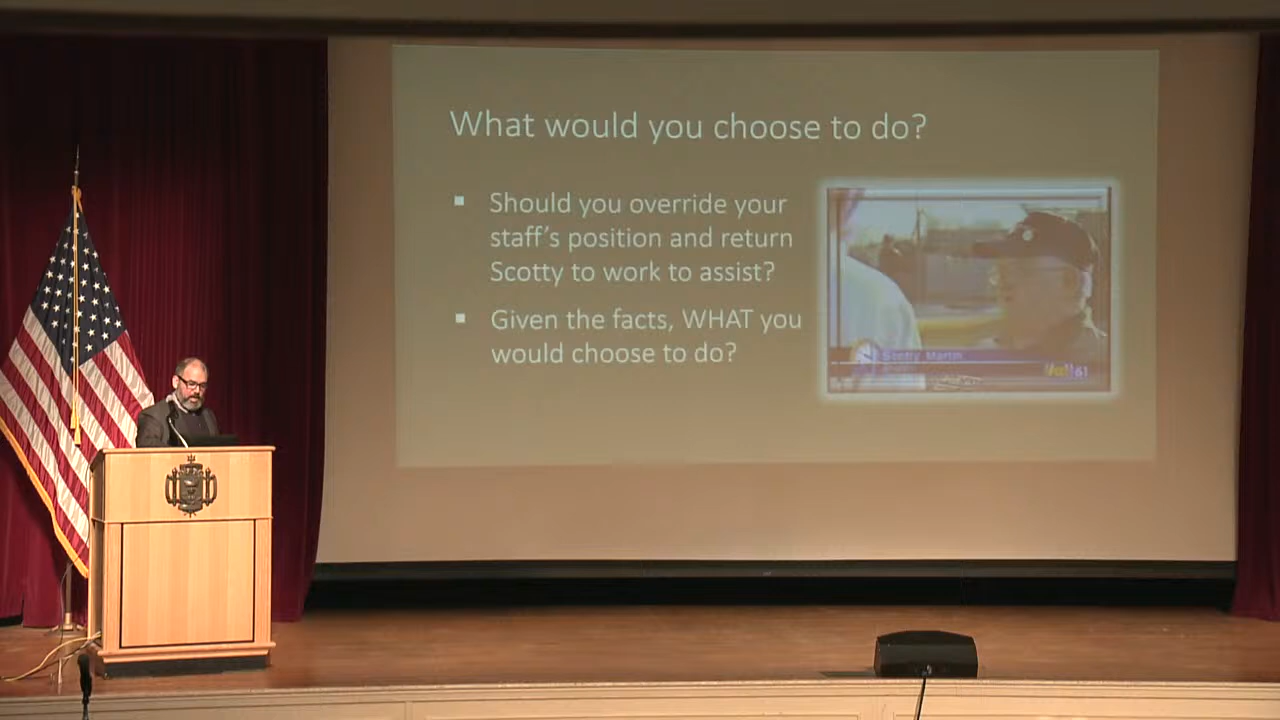 What would you choose to do?
Should you override your
staff's position and return
Scotty to work to assist?
Given the facts, WHAT you
would choose to do?
Scotty Martin